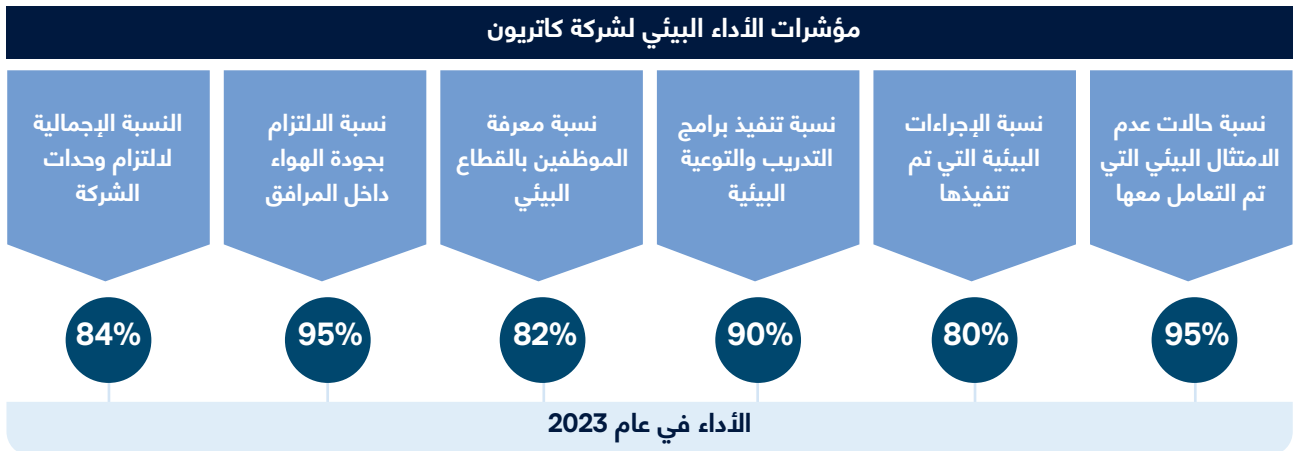 مؤشرات الأداء البيئي لشركة كاتريون
نسبة حالات عدم
الامتثال البيئي التي
تم التعامل معها
95%
نسبة الإجراءات
البيئية التي تم
تنفيذها
80%
نسبة تنفيذ برامج
التدريب والتوعية
البيئية
90%
نسبة معرفة
الموظفين بالقطاع
البيئي
82%
نسبة الالتزام
بجودة الهواء
داخل المرافق
95%
النسبة الإجمالية
لالتزام وحدات
الشركة
84%
الأداء في عام 2023